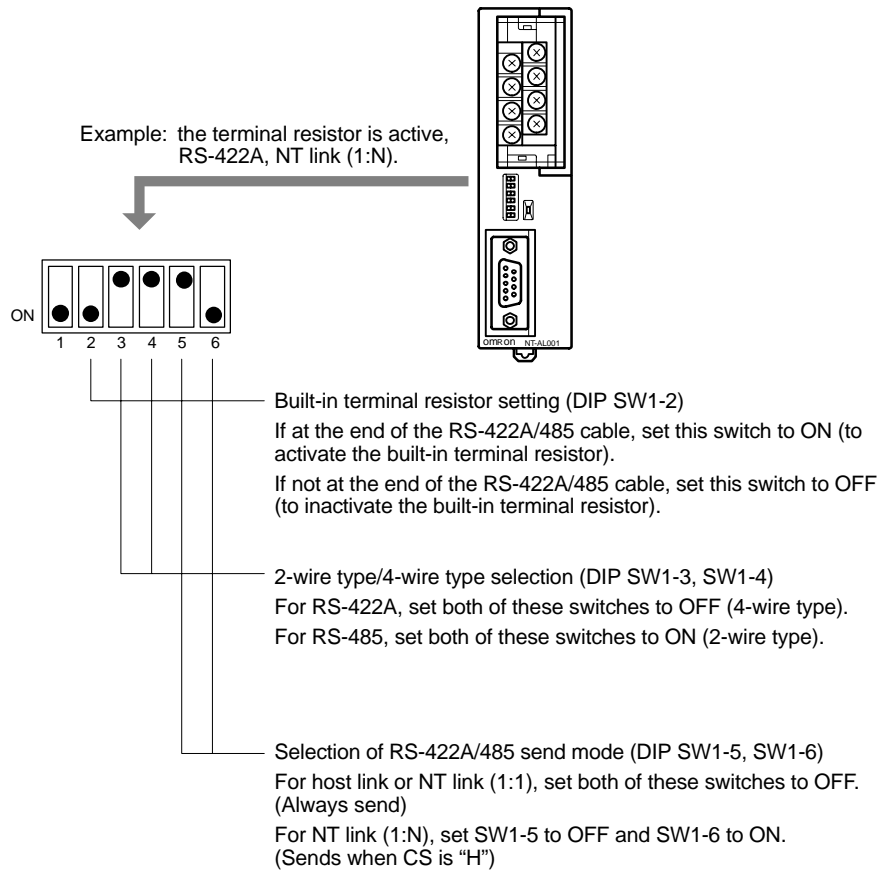 Example: the terminal resistor is active,
RS-422A, NT link (1:N).
ON
1 2 3 4 5 6
omron NT-AL001
Built-in terminal resistor setting (DIP SW1-2)
If at the end of the RS-422A/485 cable, set this switch to ON (to
activate the built-in terminal resistor).
If not at the end of the RS-422A/485 cable, set this switch to OFF
(to inactivate the built-in terminal resistor).
2-wire type/4-wire type selection (DIP SW1-3, SW1-4)
For RS-422A, set both of these switches to OFF (4-wire type).
For RS-485, set both of these switches to ON (2-wire type).
Selection of RS-422A/485 send mode (DIP SW1-5, SW1-6)
For host link or NT link (1:1), set both of these switches to OFF.
(Always send)
For NT link (1:N), set SW1-5 to OFF and SW1-6 to ON.
(Sends when CS is “H”)